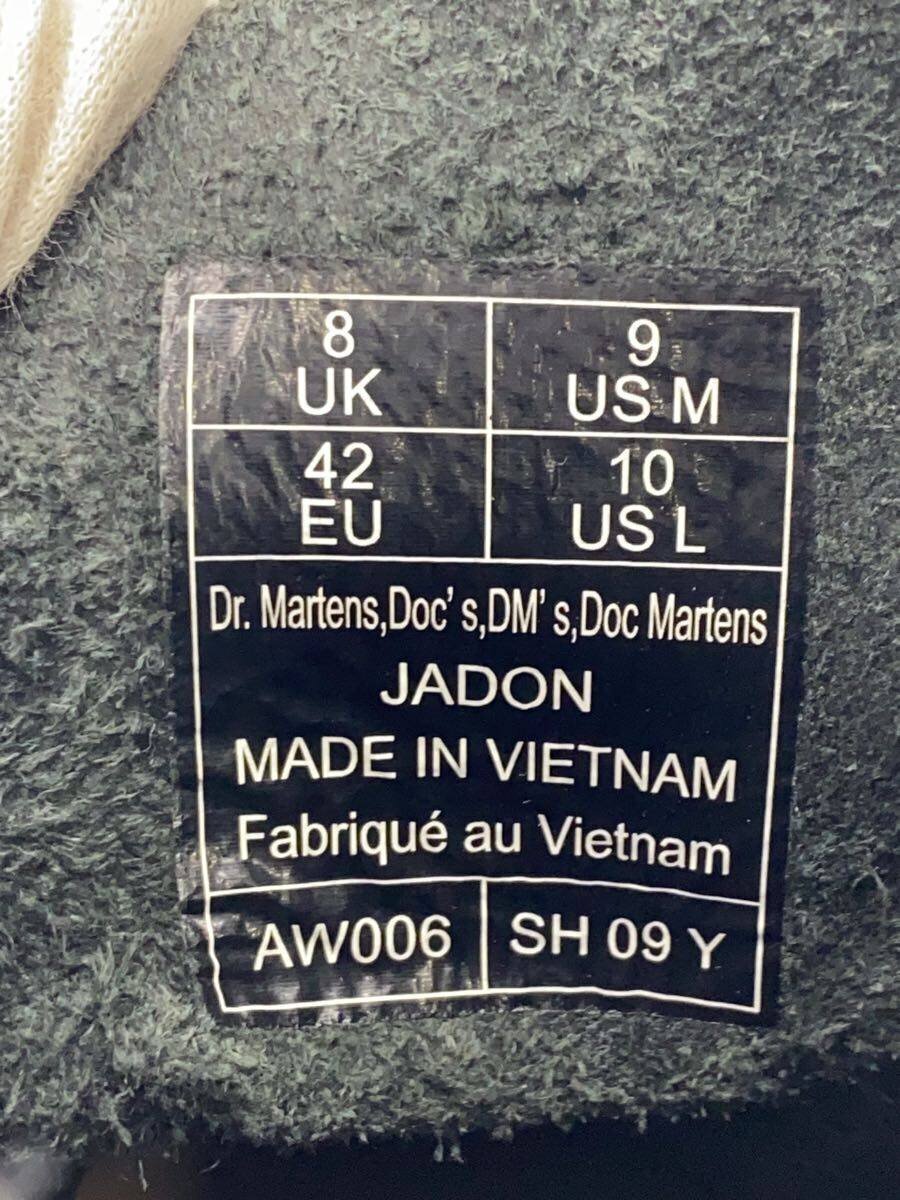 8
UK
9
US M
42
EU
10
US L
Dr. Martens,Doc's,DM's,Doc Martens
JADON
MADE IN VIETNAM
Fabriqué au Vietnam
AW006
SH 09 Y